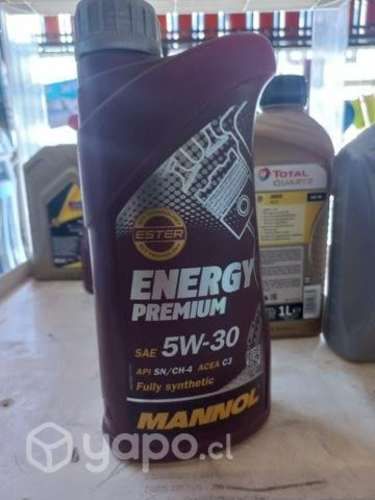 ESTER
ENERGY
PREMIUM
SAE 5W-30
API SN/CH-4 ACEA C3
Fully synthetic
MANNOL
TOTAL
QUARTZ
1L
yapo.cl